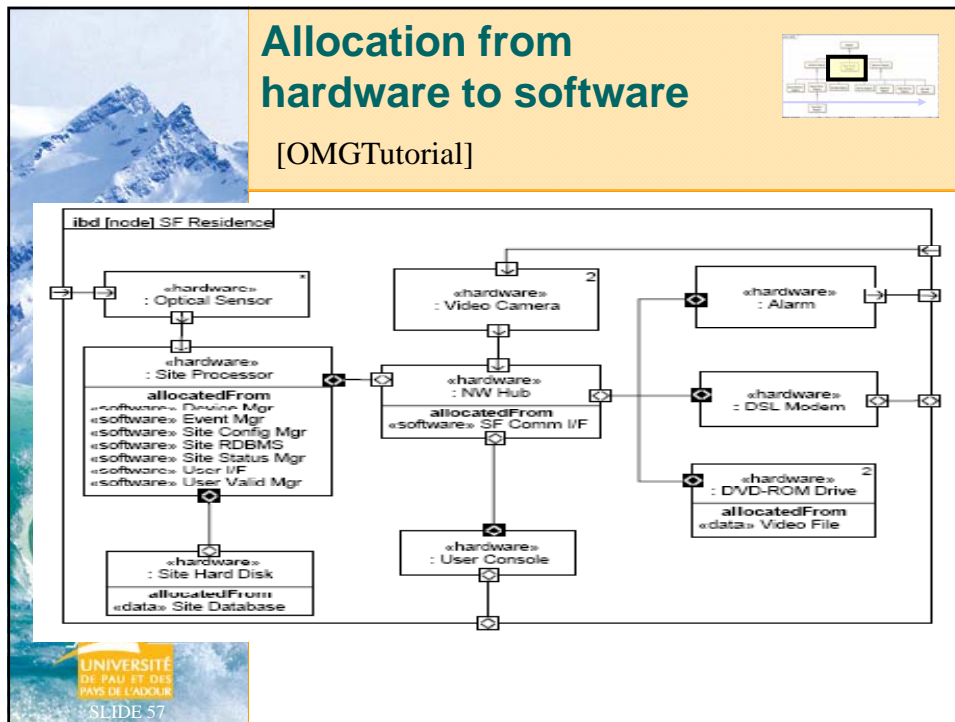 Allocation from
hardware to software
[OMGTutorial]
ibd [node] SF Residence
«hardware»
: Optical Sensor
*
«hardware»
: Video Camera
2
«hardware»
: Alarm
«hardware»
: Site Processor
allocatedFrom
«software» Device Mgr
«software» Event Mgr
«software» Site Config Mgr
«software» Site RDBMS
«software» Site Status Mgr
«software» User I/F
«software» User Valid Mgr
«hardware»
: NW Hub
allocatedFrom
«software» SF Comm I/F
«hardware»
: DSL Modem
«hardware»
: DVD-ROM Drive
2
allocatedFrom
«data» Video File
«hardware»
: Site Hard Disk
allocatedFrom
«data» Site Database
«hardware»
: User Console
UNIVERSITÉ
DE PAU ET DES
PAYS DE L'ADOUR
SLIDE 57